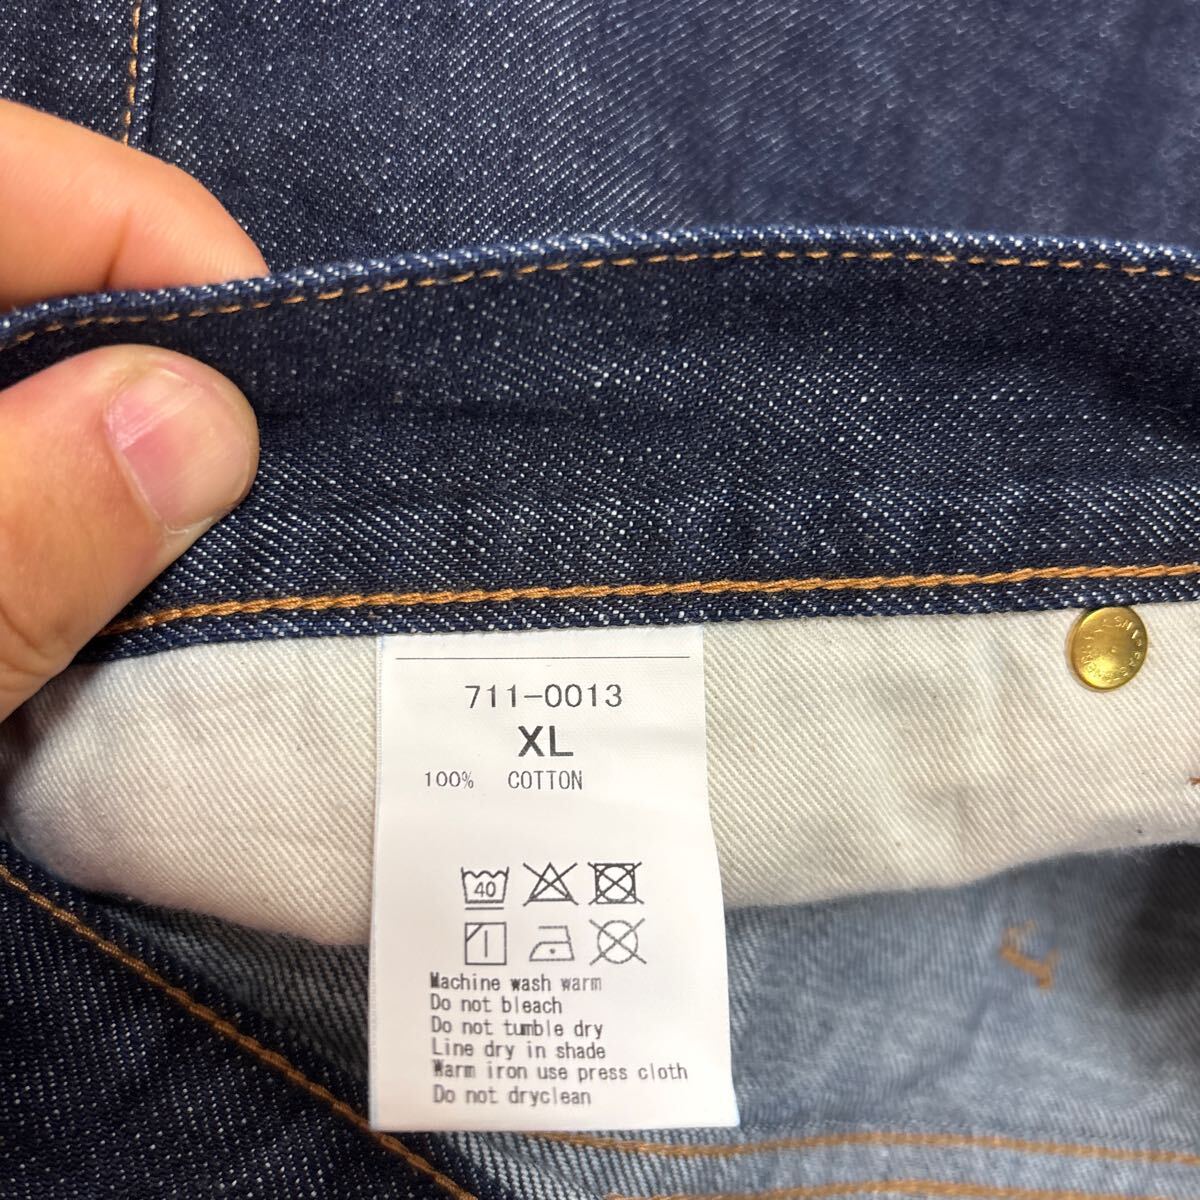 711-0013
XL
100% COTTON
40
Machine wash warm
Do not bleach
Do not tumble dry
Line dry in shade
Warm iron use press cloth
Do not dryclean